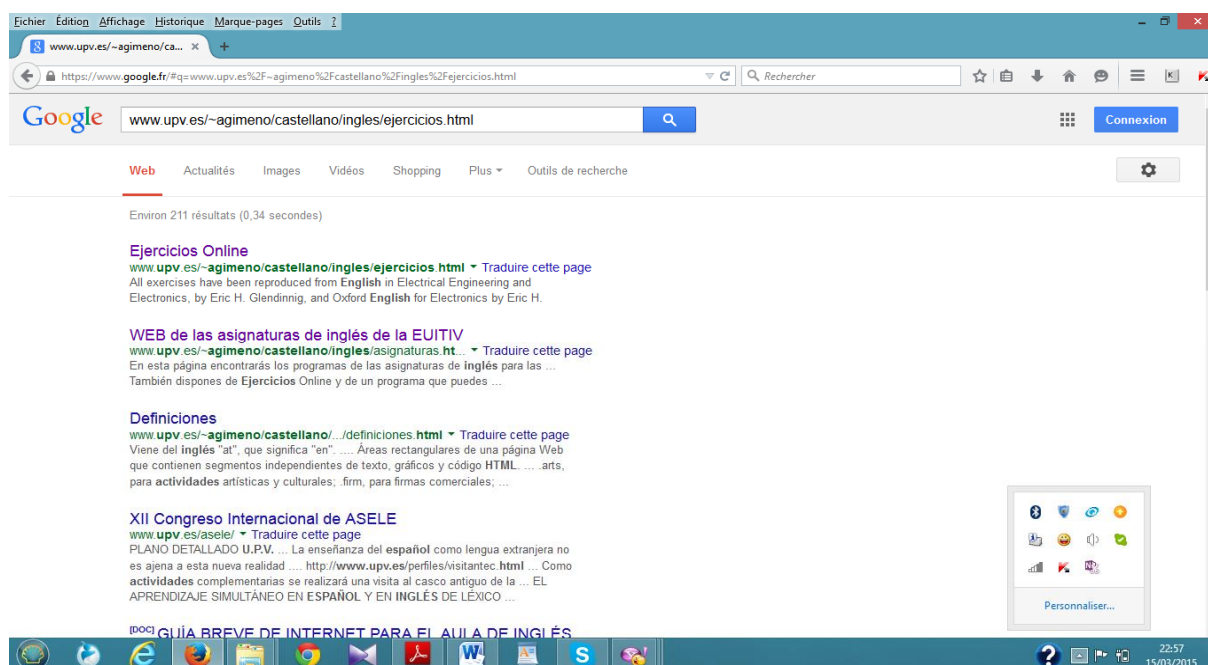 Fichier Édition Affichage Historique Marque-pages Outils ?
www.upv.es/~agimeno/ca... × +
https://www.google.fr/#q=www.upv.es%2F~agimeno%2Fcastellano%2Fingles%2Fejercicios.html Rechercher
Google www.upv.es/~agimeno/castellano/ingles/ejercicios.html Connexion
Web Actualités Images Vidéos Shopping Plus Outils de recherche
Environ 211 résultats (0,34 secondes)
Ejercicios Online
www.upv.es/~agimeno/castellano/ingles/ejercicios.html Traduire cette page
All exercises have been reproduced from English in Electrical Engineering and
Electronics, by Eric H. Glendinnig, and Oxford English for Electronics by Eric H.
WEB de las asignaturas de inglés de la EUITIV
www.upv.es/~agimeno/castellano/ingles/asignaturas.ht... Traduire cette page
En esta página encontrarás los programas de las asignaturas de inglés para las ...
También dispones de Ejercicios Online y de un programa que puedes ...
Definiciones
www.upv.es/~agimeno/castellano/.../definiciones.html Traduire cette page
Viene del inglés "at", que significa "en". .... Áreas rectangulares de una página Web
que contienen segmentos independientes de texto, gráficos y código HTML. ... .arts,
para actividades artísticas y culturales; .firm, para firmas comerciales; ...
XII Congreso Internacional de ASELE
www.upv.es/asele/ Traduire cette page
PLANO DETALLADO U.P.V. ... La enseñanza del español como lengua extranjera no
es ajena a esta nueva realidad .... http://www.upv.es/perfiles/visitantec.html ... Como
actividades complementarias se realizará una visita al casco antiguo de la ... EL
APRENDIZAJE SIMULTÁNEO EN ESPAÑOL Y EN INGLÉS DE LÉXICO ...
[DOC] GUÍA BREVE DE INTERNET PARA EL AULA DE INGLÉS
Personnaliser...
22:57
15/03/2015